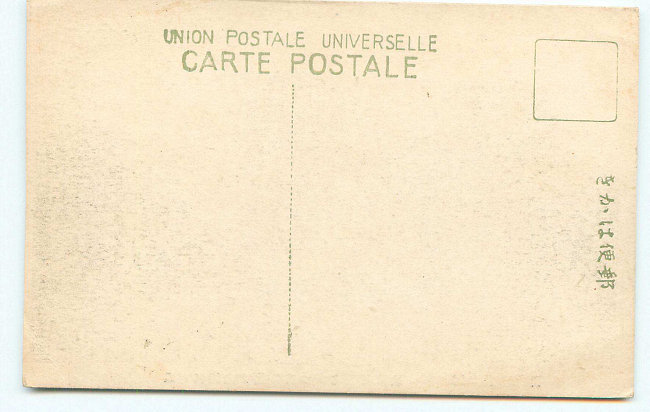 UNION POSTALE UNIVERSELLE
CARTE POSTALE
きかは便郵